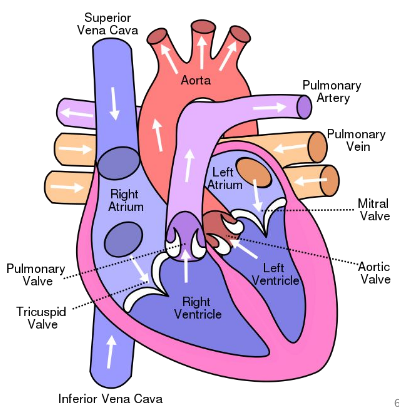 Superior
Vena Cava
Aorta
Pulmonary
Artery
Pulmonary
Vein
Left
Atrium
Right
Atrium
Mitral
Valve
Pulmonary
Valve
Aortic
Valve
Left
Ventricle
Tricuspid
Valve
Right
Ventricle
Inferior Vena Cava
6